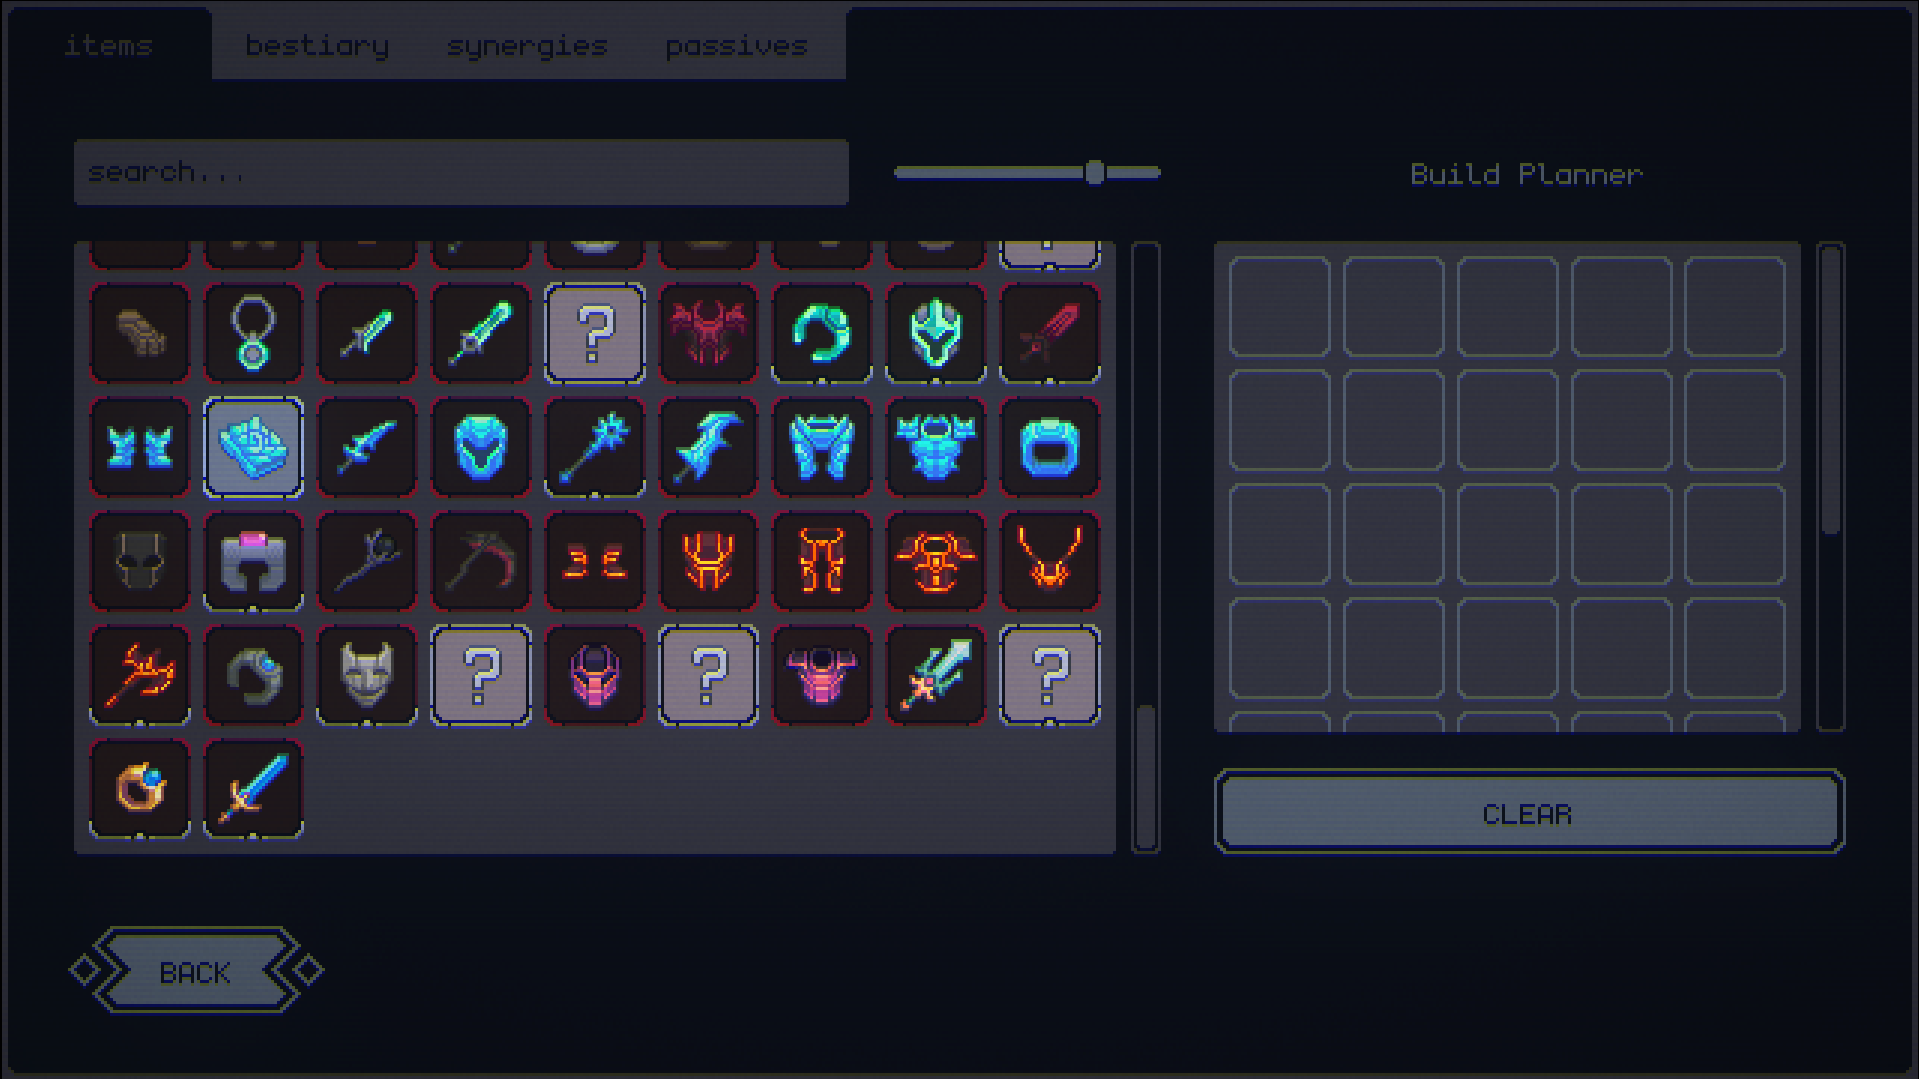 items bestiary synergies passives
search...
Build Planner
?
?
? ? ?
CLEAR
BACK